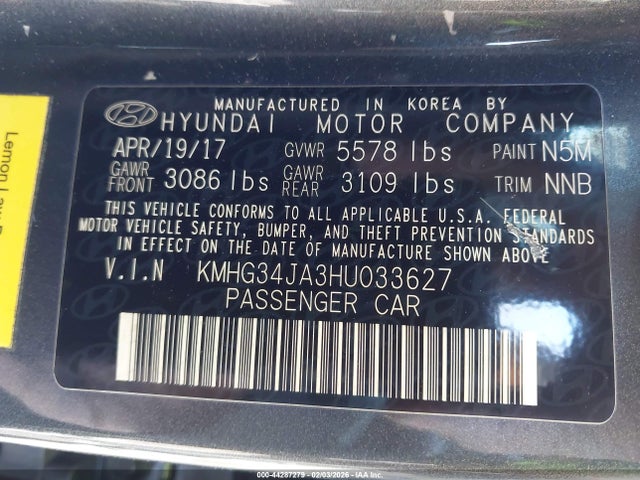 MANUFACTURED IN KOREA BY
HYUNDAI MOTOR COMPANY
APR/19/17 GVWR 5578 lbs PAINT N5M
GAWR FRONT 3086 lbs GAWR REAR 3109 lbs TRIM NNB
THIS VEHICLE CONFORMS TO ALL APPLICABLE U.S.A. FEDERAL
MOTOR VEHICLE SAFETY, BUMPER, AND THEFT PREVENTION STANDARDS
IN EFFECT ON THE DATE OF MANUFACTURE SHOWN ABOVE.
V.I.N KMHG34JA3HU033627
PASSENGER CAR
Lemon Law
000-44287279 - 02/03/2026 - IAA, Inc.